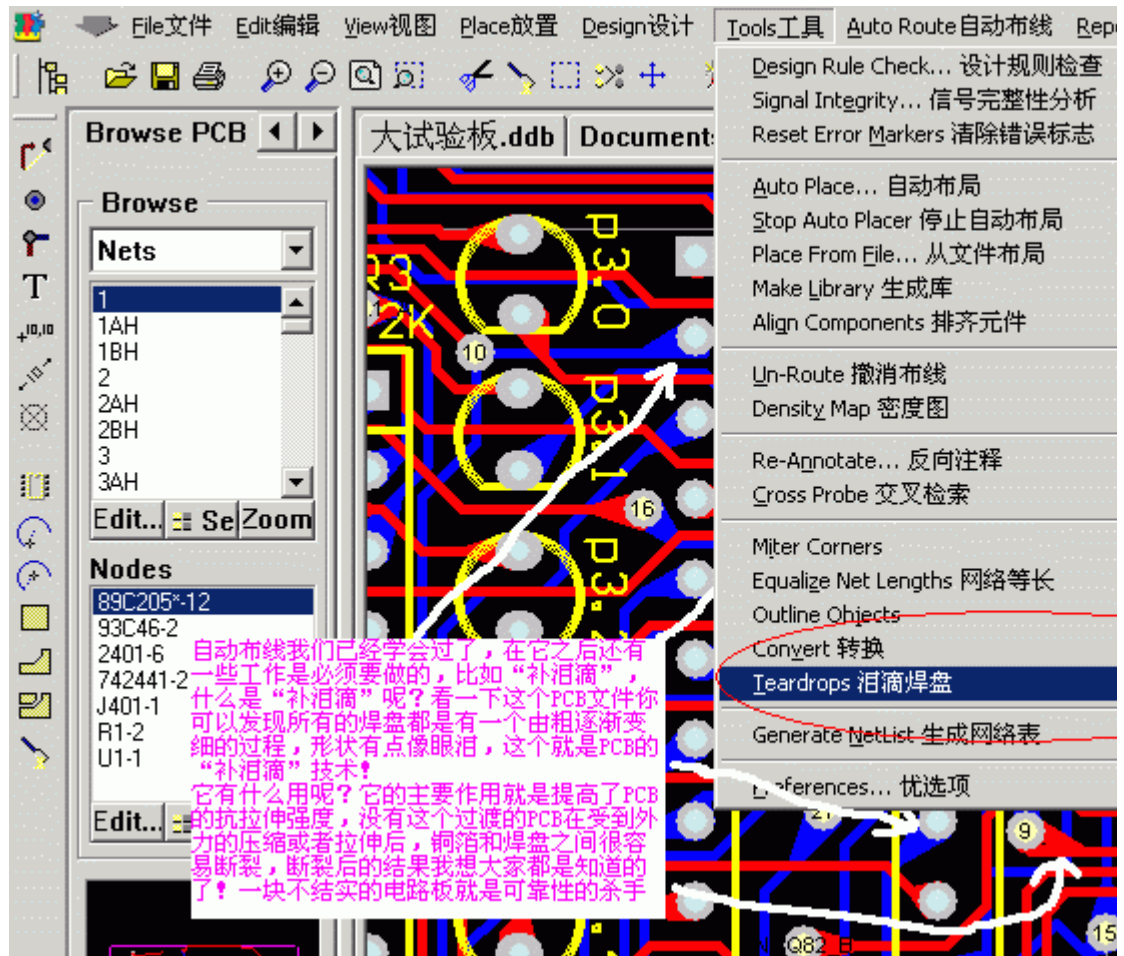 File文件 Edit编辑 View视图 Place放置 Design设计 Tools工具 Auto Route自动布线 Repo
Design Rule Check... 设计规则检查
Signal Integrity... 信号完整性分析
Reset Error Markers 清除错误标志
Auto Place... 自动布局
Stop Auto Placer 停止自动布局
Place From File... 从文件布局
Make Library 生成库
Align Components 排齐元件
Un-Route 撤消布线
Density Map 密度图
Re-Annotate... 反向注释
Cross Probe 交叉检索
Miter Corners
Equalize Net Lengths 网络等长
Outline Objects
Convert 转换
Teardrops 泪滴焊盘
Generate NetList 生成网络表
Preferences... 优选项
Browse PCB
Browse
Nets
1
1AH
1BH
2
2AH
2BH
3
3AH
Edit... Se Zoom
Nodes
89C205*-12
93C46-2
2401-6
742441-2
J401-1
R1-2
U1-1
Edit...
T
+10,10
10
大试验板.ddb Document
R3
2K
p3.0
10
p3.1
16
p3.2
自动布线我们已经学会过了，在它之后还有
一些工作是必须要做的，比如“补泪滴”，
什么是“补泪滴”呢？看一下这个PCB文件你
可以发现所有的焊盘都是有一个由粗逐渐变
细的过程，形状有点像眼泪，这个就是PCB的
“补泪滴”技术！
它有什么用呢？它的主要作用就是提高了PCB
的抗拉伸强度，没有这个过渡的PCB在受到外
力的压缩或者拉伸后，铜箔和焊盘之间很容
易断裂，断裂后的结果我想大家都是知道的
了！一块不结实的电路板就是可靠性的杀手
21
9
15
Q82 B